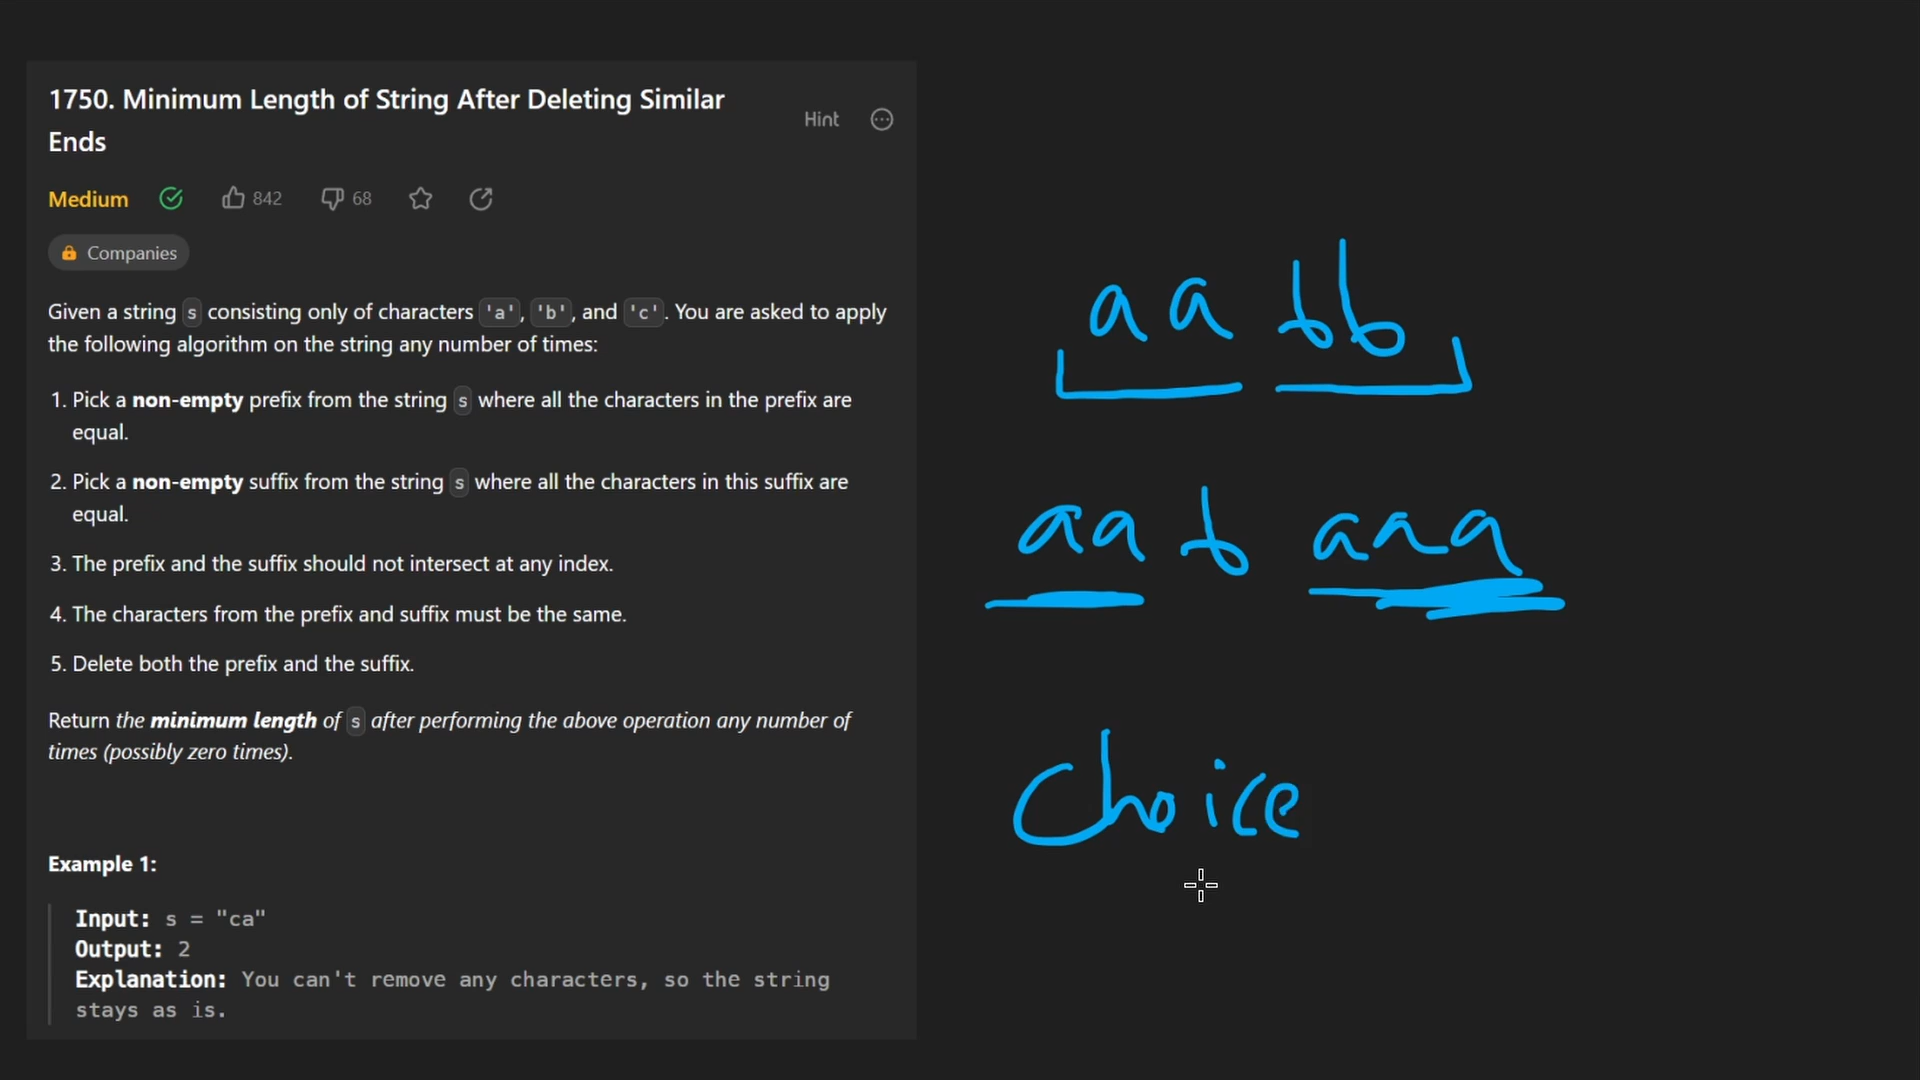 1750. Minimum Length of String After Deleting Similar
Ends
Hint
Medium 842 68
Companies
Given a string s consisting only of characters 'a', 'b', and 'c'. You are asked to apply
the following algorithm on the string any number of times:
1. Pick a non-empty prefix from the string s where all the characters in the prefix are
equal.
2. Pick a non-empty suffix from the string s where all the characters in this suffix are
equal.
3. The prefix and the suffix should not intersect at any index.
4. The characters from the prefix and suffix must be the same.
5. Delete both the prefix and the suffix.
Return the minimum length of s after performing the above operation any number of
times (possibly zero times).
Example 1:
Input: s = "ca"
Output: 2
Explanation: You can't remove any characters, so the string
stays as is.
aa bb
aa b aaa
Choice